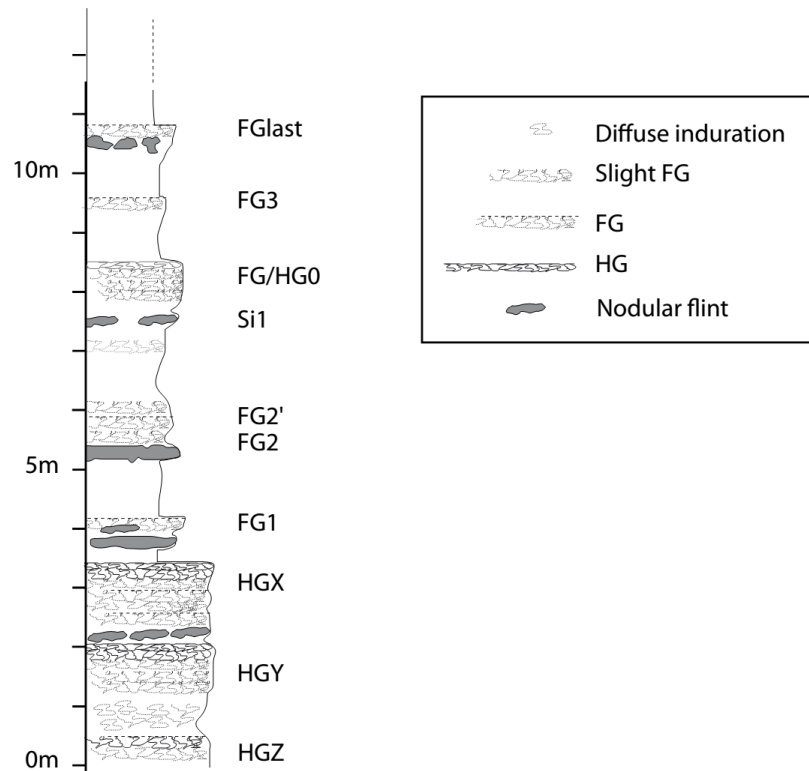 FGlast
10m
FG3
FG/HG0
Si1
FG2'
FG2
5m
FG1
HGX
HGY
HGZ
0m
Diffuse induration
Slight FG
FG
HG
Nodular flint